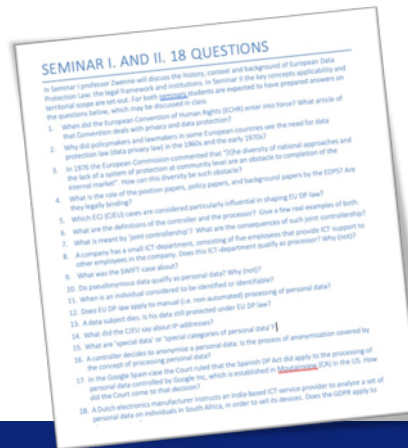 SEMINAR I. AND II. 18 QUESTIONS
In Seminar I professor Zwenne will discuss the history, context and background of European Data
Protection Law: the legal framework and institutions. In Seminar II the key concepts applicability and
territorial scope are set-out. For both seminars students are expected to have prepared answers on
the questions below, which may be discussed in class.
1. When did the European Convention of Human Rights (ECHR) enter into force? What article of
that Convention deals with privacy and data protection?
2. Why did policymakers and lawmakers in some European countries see the need for data
protection law (data privacy law) in the 1960s and the early 1970s?
3. In 1976 the European Commission commented that "(t)he diversity of national approaches and
the lack of a system of protection at community level are an obstacle to completion of the
internal market". How can this diversity be such obstacle?
4. What is the role of the position papers, policy papers, and background papers by the EDPS? Are
they legally binding?
5. Which ECJ (CJEU) cases are considered particularly influential in shaping EU DP-law?
6. What are the definitions of the controller and the processor? Give a few real examples of both.
7. What is meant by 'joint controllership'? What are the consequences of such joint controllership?
8. A company has a small ICT-department, consisting of five employees that provide ICT-support to
other employees in the company. Does this ICT-department qualify as processor? Why (not)?
9. What was the SWIFT-case about?
10. Do pseudonymous data qualify as personal data? Why (not)?
11. When is an individual considered to be identified or identifiable?
12. Does EU DP-law apply to manual (i.e. non automated) processing of personal data?
13. A data subject dies. Is his data still protected under EU DP law?
14. What did the CJEU say about IP-addresses?
15. What are 'special data' or 'special categories of personal data'?
16. A controller decides to anonymise a personal data. Is the process of anonymisation covered by
the concept of processing personal data?
17. In the Google Spain-case the Court ruled that the Spanish DP Act did apply to the processing of
personal data controlled by Google Inc, which is established in Moutainview (CA) in the US. How
did the Court come to that decision?
18. A Dutch electronics manufacturer instructs an India based ICT-service provider to analyse a set of
personal data on individuals in South Africa, in order to sell its devices. Does the GDPR apply to